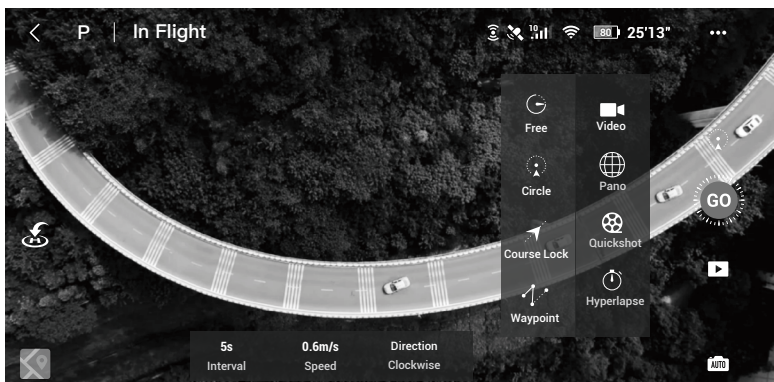 P | In Flight 10 80 25'13"
Free
Video
Circle
Pano
GO
Course Lock
Quickshot
Waypoint
Hyperlapse
5s 0.6m/s Direction
Interval Speed Clockwise
H
AUTO